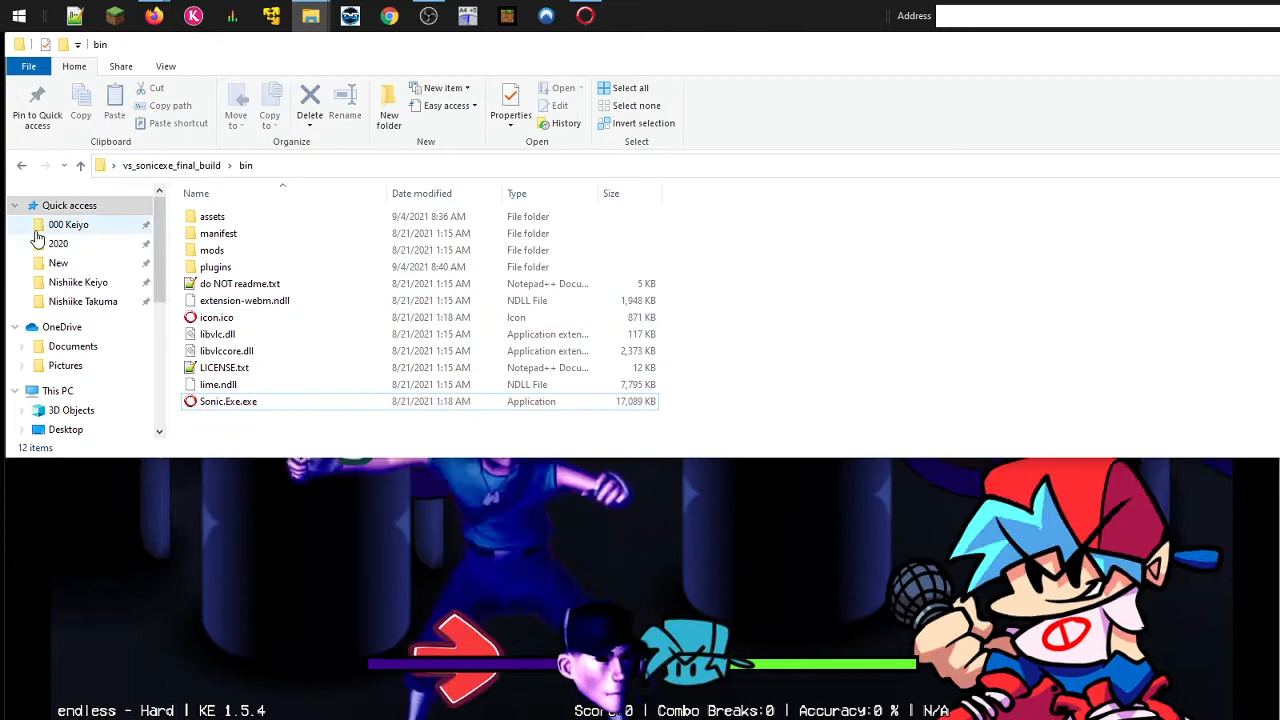 Address
bin
File Home Share View
Pin to Quick access
Copy
Paste
Cut
Copy path
Paste shortcut
Clipboard
Move to
Copy to
Delete
Rename
Organize
New folder
New item
Easy access
New
Properties
Open
Edit
History
Open
Select all
Select none
Invert selection
Select
vs_sonicexe_final_build bin
Quick access
000 Keiyo
2020
New
Nishiike Keiyo
Nishiike Takuma
OneDrive
Documents
Pictures
This PC
3D Objects
Desktop
Name Date modified Type Size
assets 9/4/2021 8:36 AM File folder
manifest 8/21/2021 1:15 AM File folder
mods 8/21/2021 1:15 AM File folder
plugins 9/4/2021 8:40 AM File folder
do NOT readme.txt 8/21/2021 1:15 AM Notepad++ Docu... 5 KB
extension-webm.ndll 8/21/2021 1:15 AM NDLL File 1,948 KB
icon.ico 8/21/2021 1:18 AM Icon 871 KB
libvlc.dll 8/21/2021 1:15 AM Application exten... 117 KB
libvlccore.dll 8/21/2021 1:15 AM Application exten... 2,373 KB
LICENSE.txt 8/21/2021 1:15 AM Notepad++ Docu... 12 KB
lime.ndll 8/21/2021 1:15 AM NDLL File 7,795 KB
Sonic.Exe.exe 8/21/2021 1:18 AM Application 17,089 KB
12 items
endless - Hard | KE 1.5.4
Score:0 | Combo Breaks:0 | Accuracy:0 % | N/A